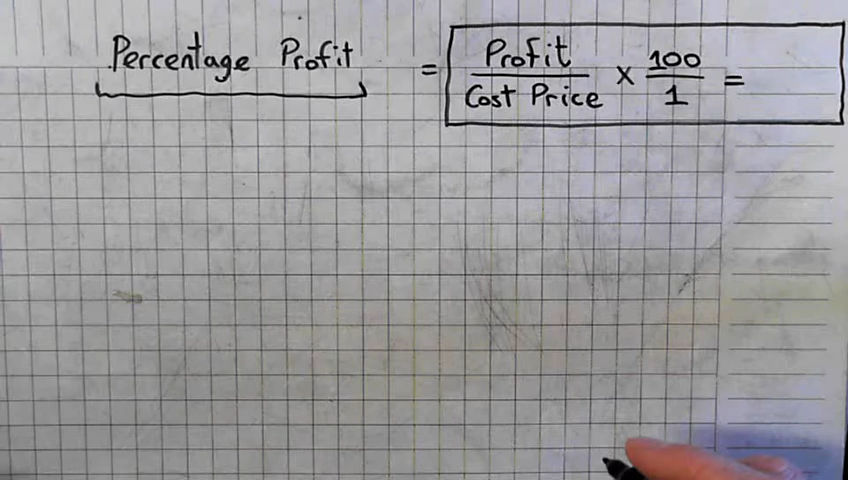 Percentage Profit = Profit / Cost Price x 100 / 1 =